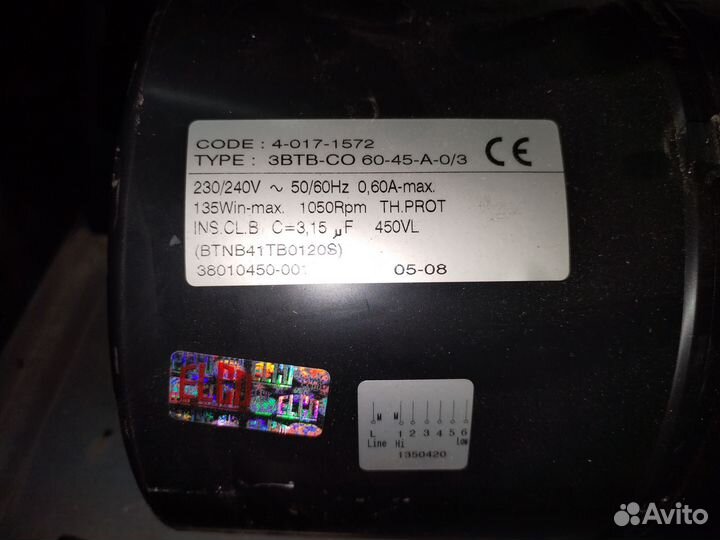 CODE : 4-017-1572
TYPE : 3BTB-CO 60-45-A-0/3
CE
230/240V ~ 50/60Hz 0,60A-max.
135Win-max. 1050Rpm TH.PROT
INS.CL.B C=3,15 µF 450VL
(BTNB41TB0120S)
38010450-001 05-08
M M
L 1 2 3 4 5 6
Line Hi Low
1350420
Avito